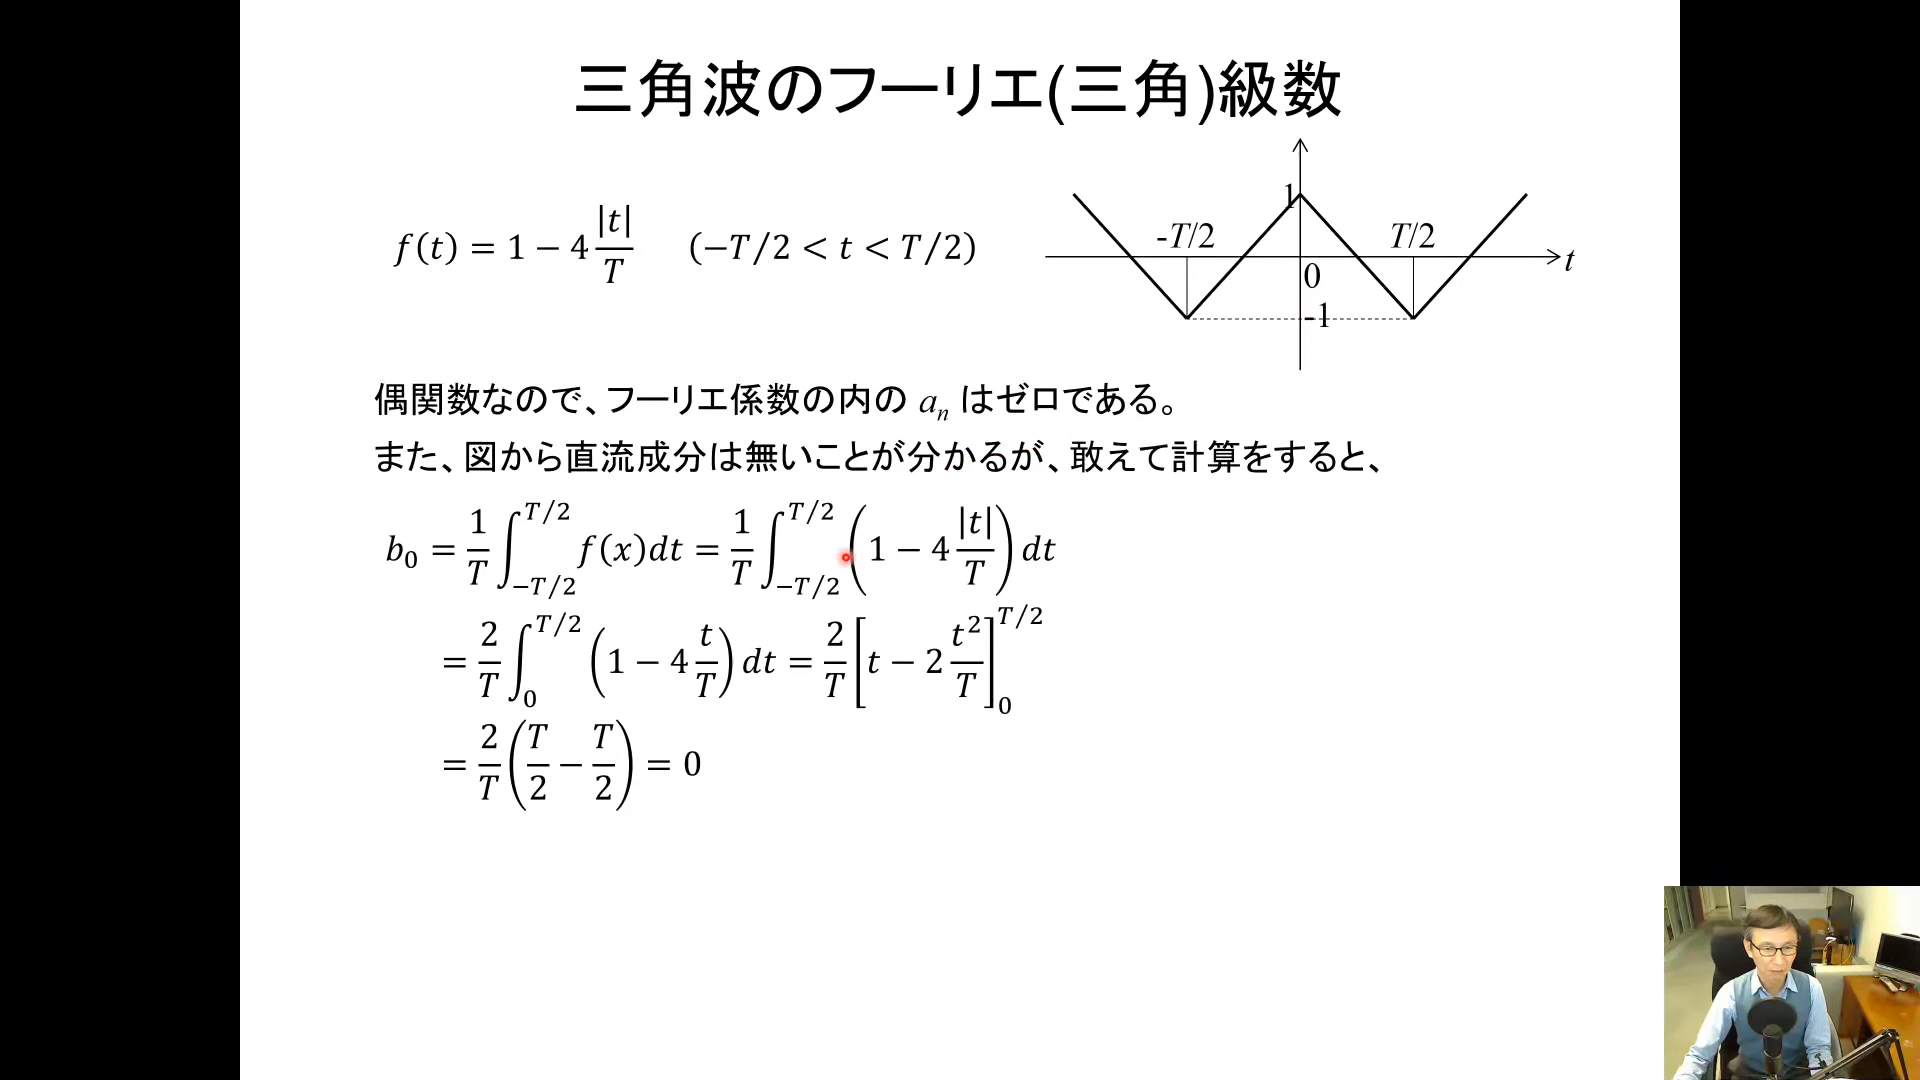 三角波のフーリエ(三角)級数
f(t) = 1 − 4|t|/T (−T/2 < t < T/2)
1
-T/2
T/2
t
0
-1
偶関数なので、フーリエ係数の内の aₙ はゼロである。
また、図から直流成分は無いことが分かるが、敢えて計算をすると、
b₀ = 1/T ∫_{−T/2}^{T/2} f(x)dt = 1/T ∫_{−T/2}^{T/2} (1 − 4|t|/T) dt
= 2/T ∫_0^{T/2} (1 − 4 t/T) dt = 2/T [t − 2 t²/T]_0^{T/2}
= 2/T (T/2 − T/2) = 0